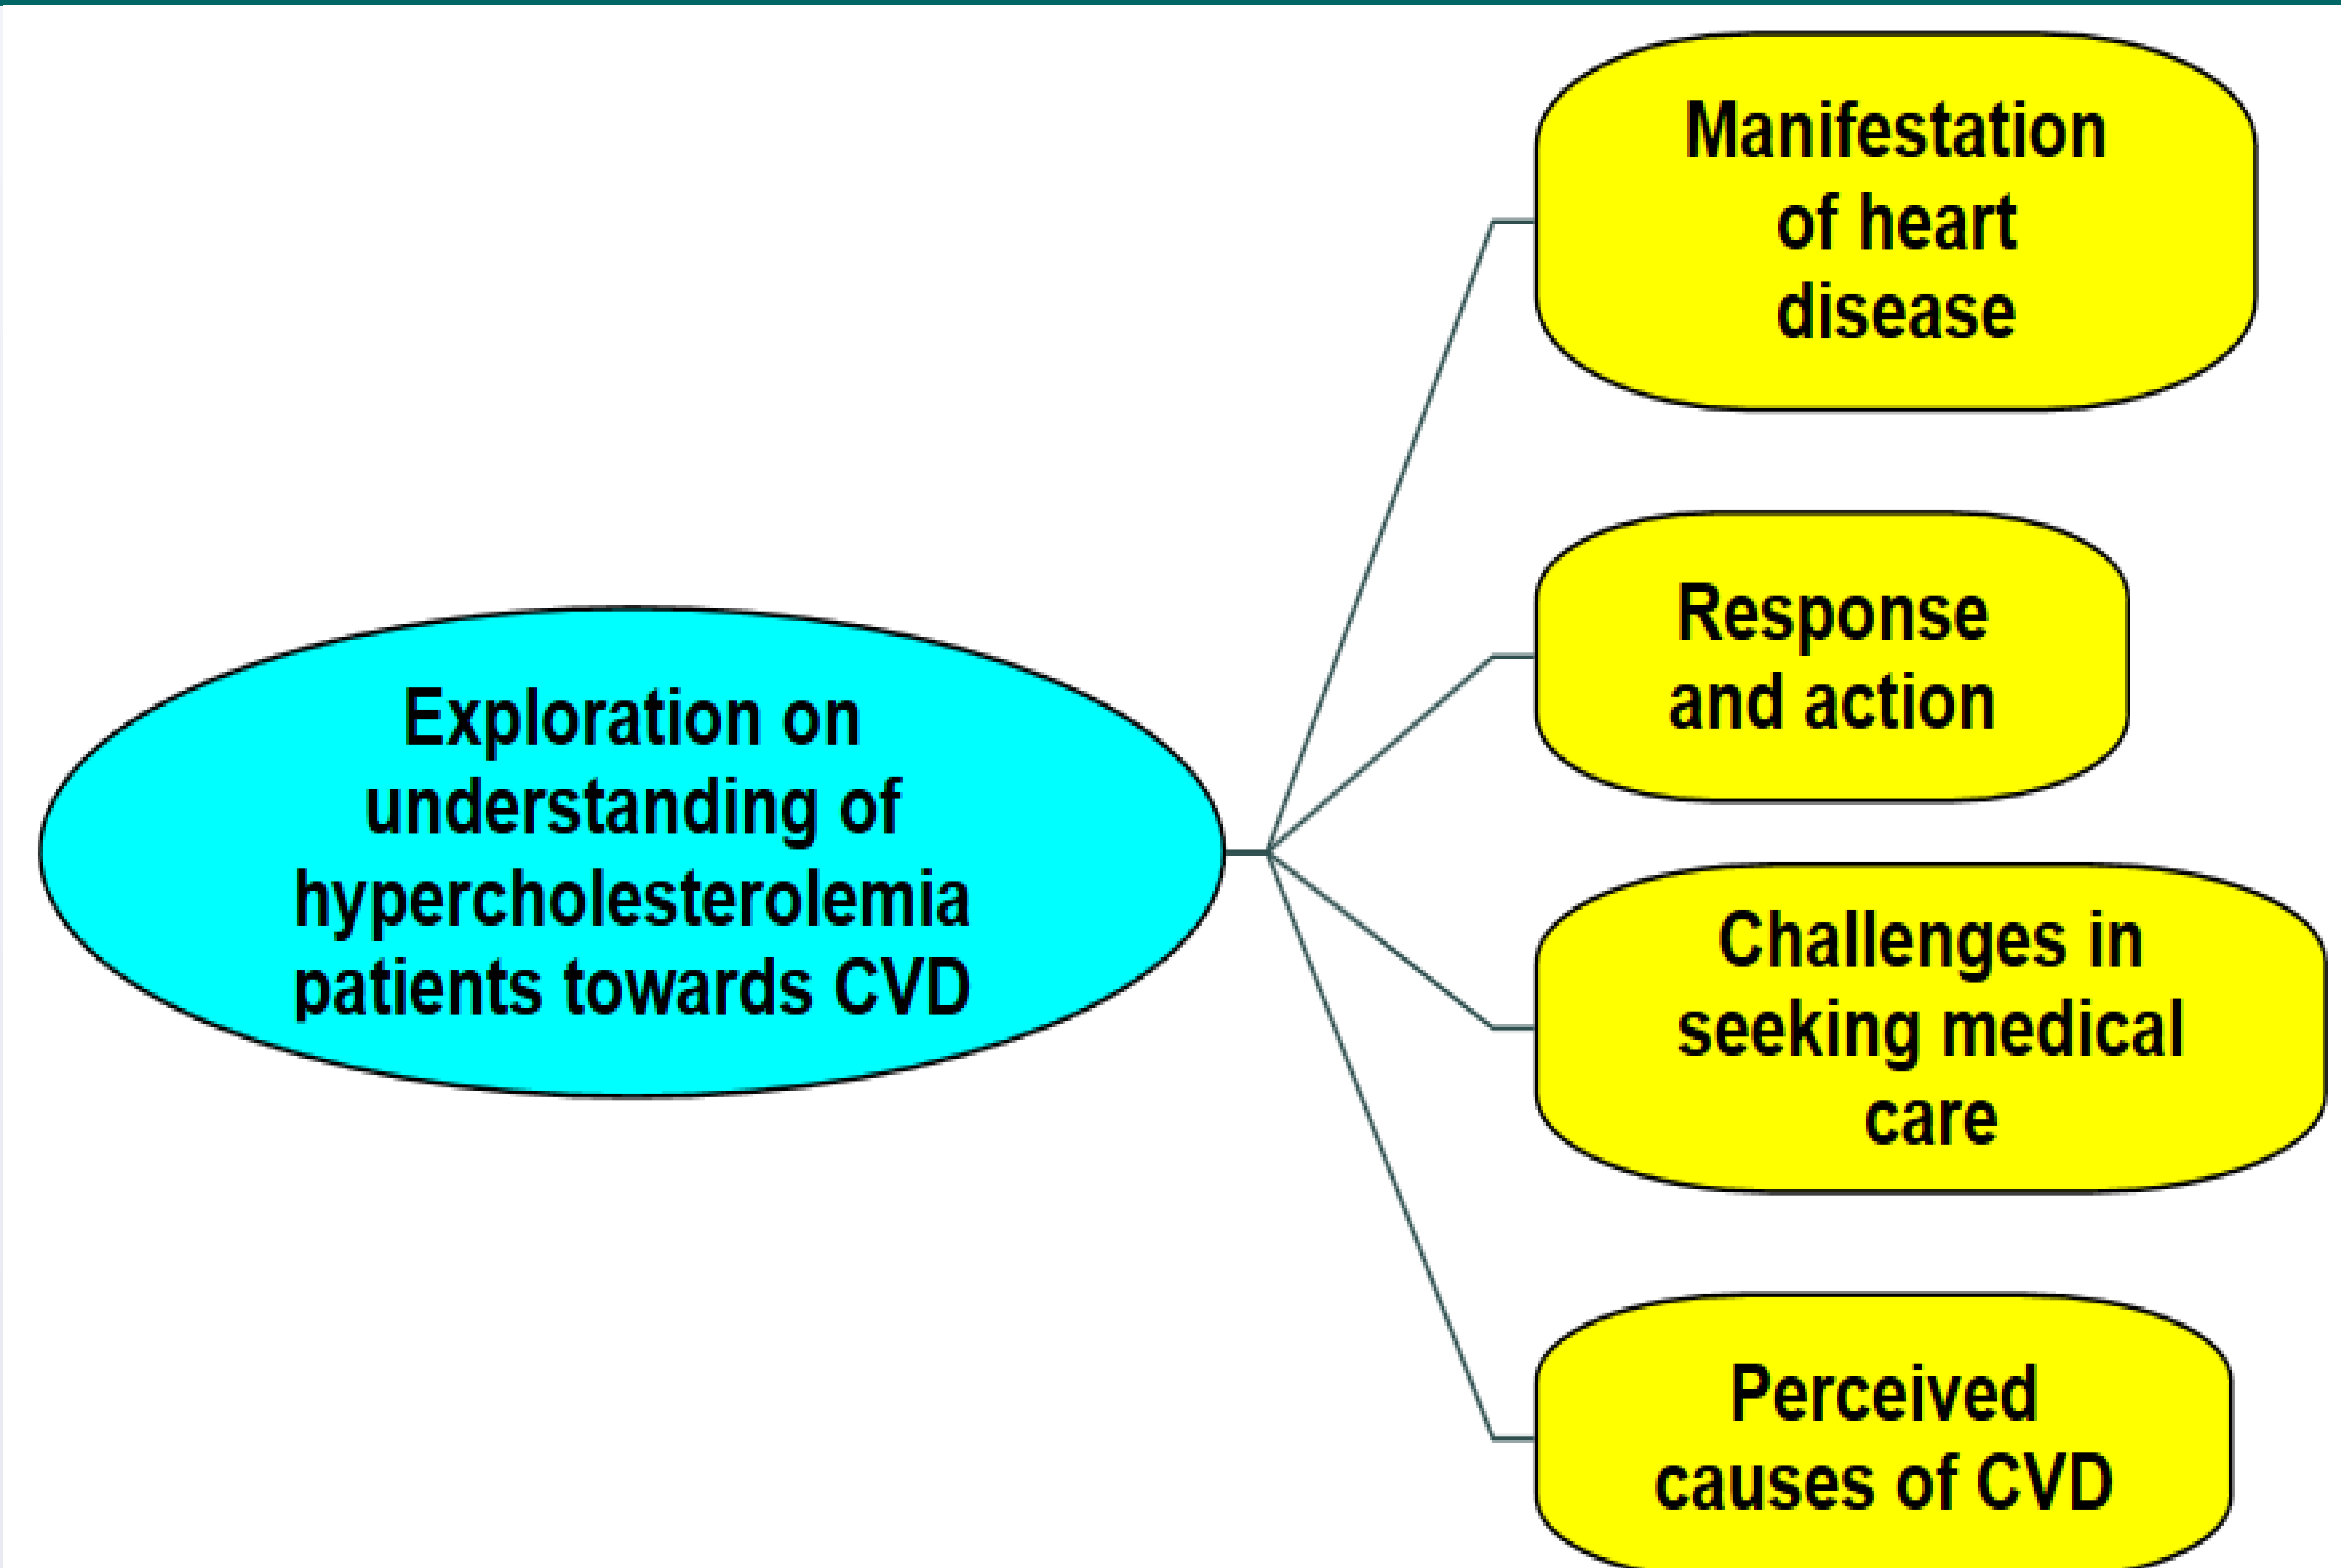 Exploration on
understanding of
hypercholesterolemia
patients towards CVD
Manifestation
of heart
disease
Response
and action
Challenges in
seeking medical
care
Perceived
causes of CVD